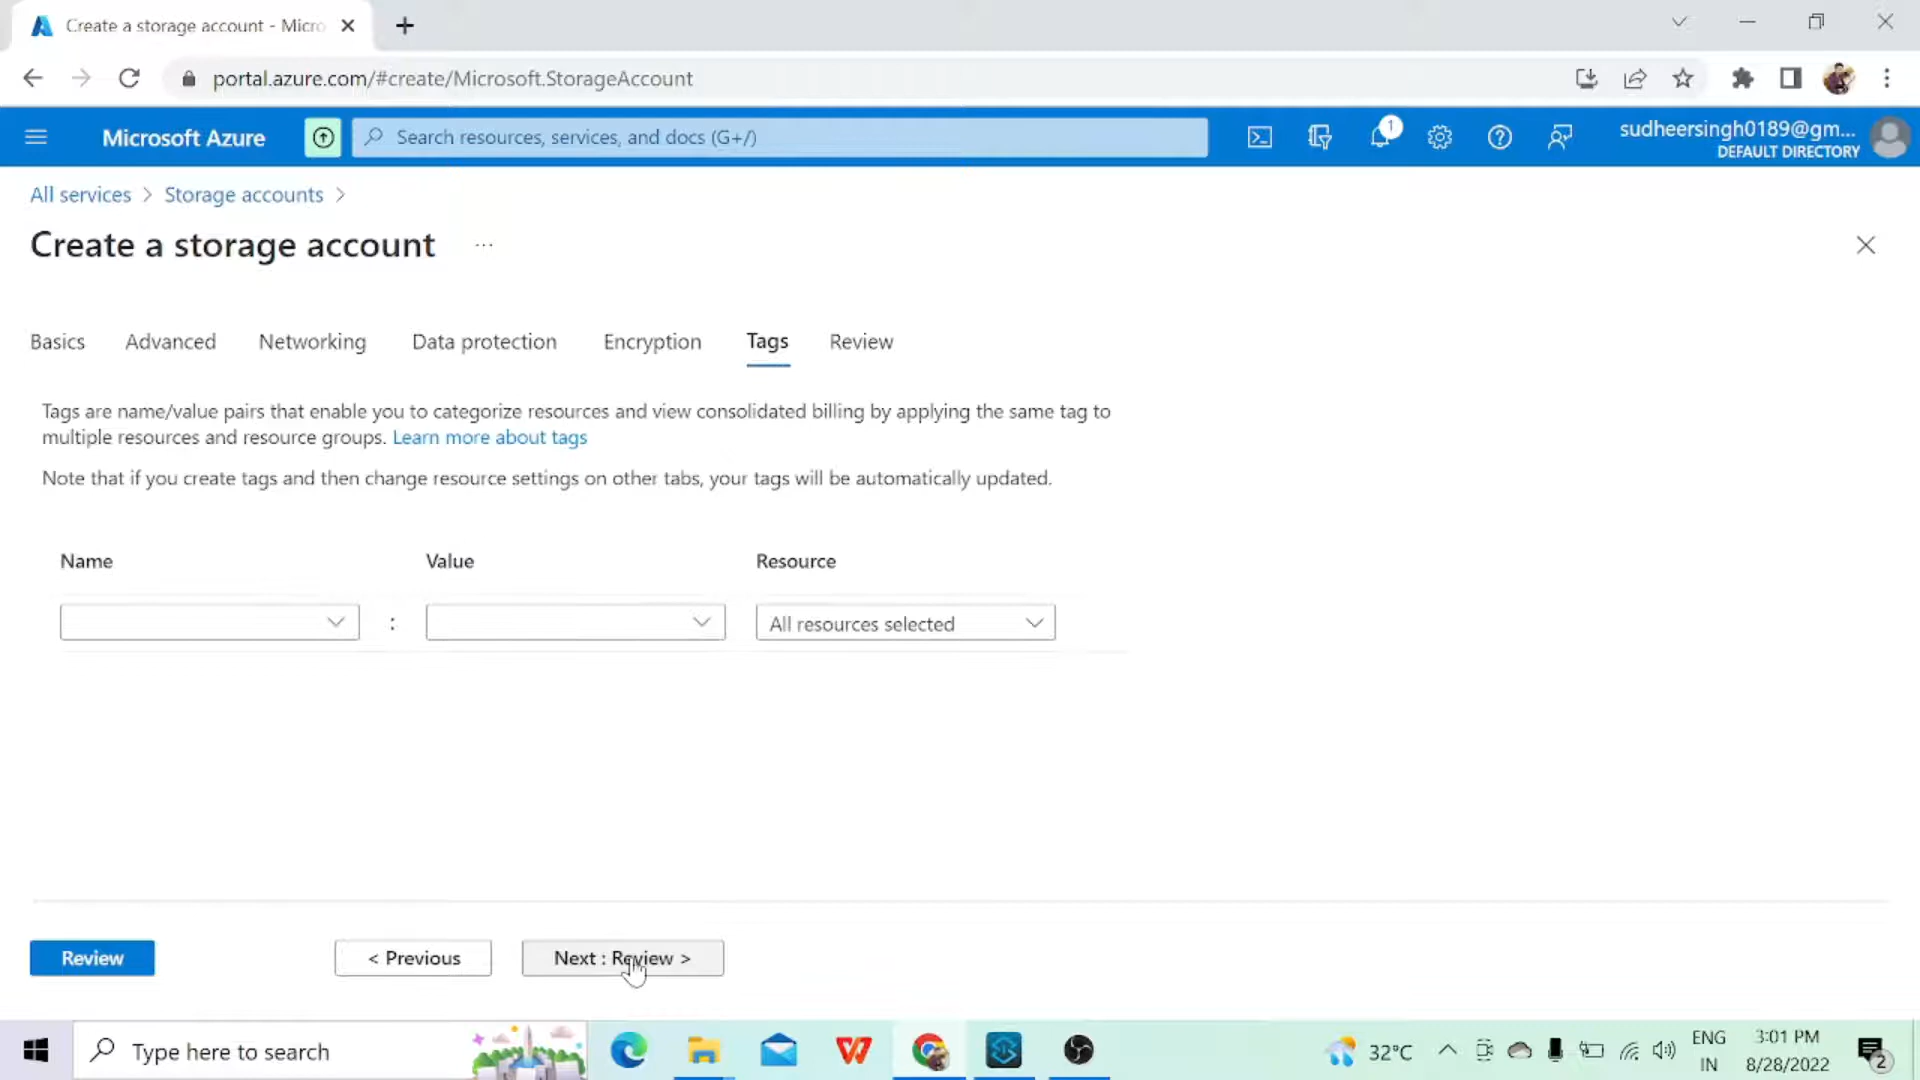 Create a storage account - Micro
portal.azure.com/#create/Microsoft.StorageAccount
Microsoft Azure
Search resources, services, and docs (G+/)
1
sudheersingh0189@gm...
DEFAULT DIRECTORY
All services > Storage accounts >
Create a storage account ...
Basics Advanced Networking Data protection Encryption Tags Review
Tags are name/value pairs that enable you to categorize resources and view consolidated billing by applying the same tag to
multiple resources and resource groups. Learn more about tags
Note that if you create tags and then change resource settings on other tabs, your tags will be automatically updated.
Name Value Resource
: All resources selected
Review < Previous Next : Review >
Type here to search
32°C
ENG
IN
3:01 PM
8/28/2022
2